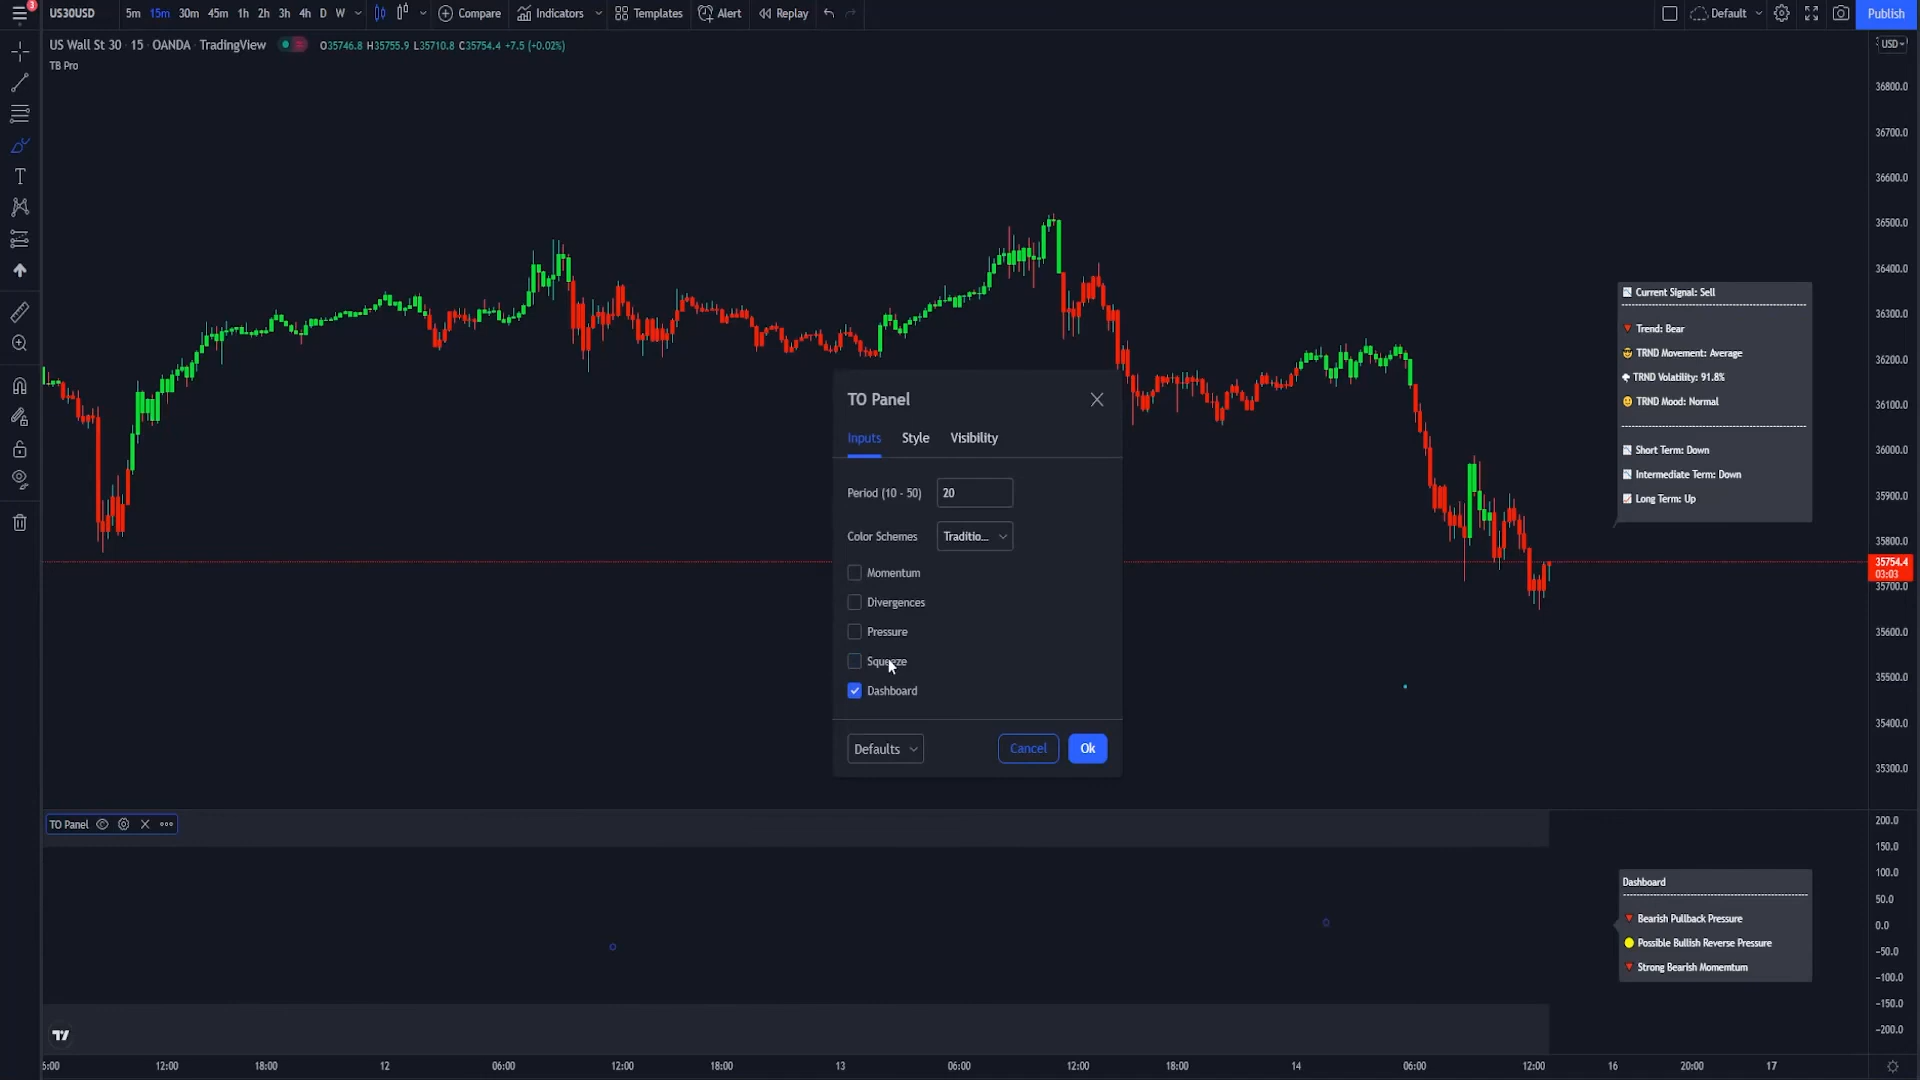 3
US30USD 5m 15m 30m 45m 1h 2h 3h 4h D W Compare Indicators Templates Alert Replay Default Publish
US Wall St 30 · 15 · OANDA · TradingView O35746.8 H35755.9 L35710.8 C35754.4 +7.5 (+0.02%) USD
TB Pro
36800.0
36700.0
36600.0
36500.0
36400.0
36300.0
36200.0
36100.0
36000.0
35900.0
35800.0
35754.4
03:03
35700.0
35600.0
35500.0
35400.0
35300.0
Current Signal: Sell
Trend: Bear
TRND Movement: Average
TRND Volatility: 91.8%
TRND Mood: Normal
Short Term: Down
Intermediate Term: Down
Long Term: Up
TO Panel
Inputs Style Visibility
Period (10 - 50) 20
Color Schemes Traditio...
Momentum
Divergences
Pressure
Squeeze
Dashboard
Defaults Cancel Ok
TO Panel
200.0
150.0
100.0
50.0
0.0
-50.0
-100.0
-150.0
-200.0
Dashboard
Bearish Pullback Pressure
Possible Bullish Reverse Pressure
Strong Bearish Momemtum
6:00 12:00 18:00 12 06:00 12:00 18:00 13 06:00 12:00 18:00 14 06:00 12:00 16 20:00 17